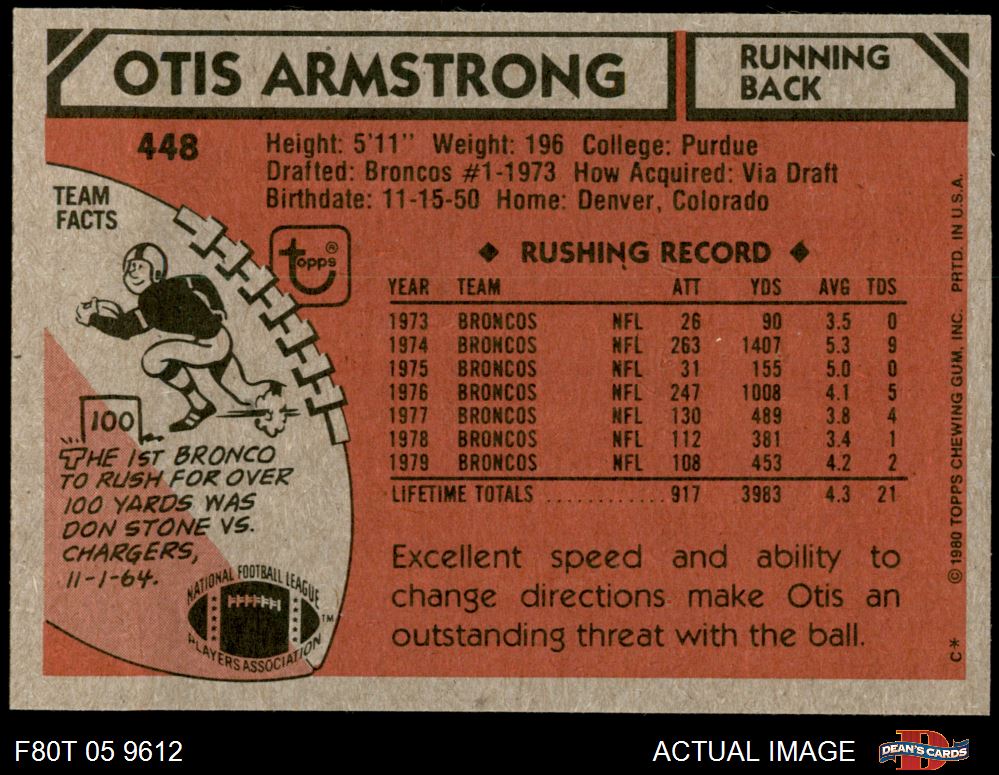 OTIS ARMSTRONG
RUNNING
BACK
448
Height: 5'11" Weight: 196 College: Purdue
Drafted: Broncos #1-1973 How Acquired: Via Draft
Birthdate: 11-15-50 Home: Denver, Colorado
TEAM
FACTS
topps®
◆ RUSHING RECORD ◆
YEAR TEAM ATT YDS AVG TDS
1973 BRONCOS NFL 26 90 3.5 0
1974 BRONCOS NFL 263 1407 5.3 9
1975 BRONCOS NFL 31 155 5.0 0
1976 BRONCOS NFL 247 1008 4.1 5
1977 BRONCOS NFL 130 489 3.8 4
1978 BRONCOS NFL 112 381 3.4 1
1979 BRONCOS NFL 108 453 4.2 2
LIFETIME TOTALS ............ 917 3983 4.3 21
100
THE 1ST BRONCO
TO RUSH FOR OVER
100 YARDS WAS
DON STONE VS.
CHARGERS,
11-1-64.
NATIONAL FOOTBALL LEAGUE
PLAYERS ASSOCIATION
TM
Excellent speed and ability to
change directions make Otis an
outstanding threat with the ball.
C* © 1980 TOPPS CHEWING GUM, INC. PRTD. IN U.S.A.
F80T 05 9612
ACTUAL IMAGE
D
DEAN'S CARDS